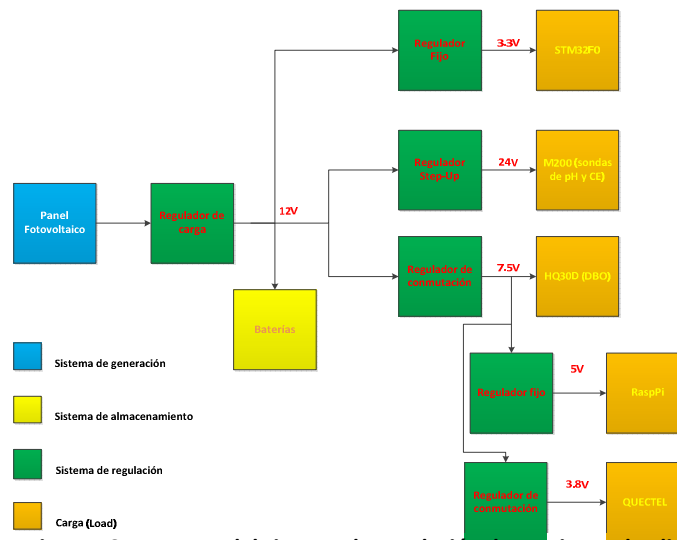 Regulador
Fijo
3.3V
STM32F0
Regulador
Step-Up
24V
M200 (sondas
de pH y CE)
Panel
Fotovoltaico
Regulador de
carga
12V
Regulador de
conmutación
7.5V
HQ30D (DBO)
Baterías
Sistema de generación
Regulador fijo
5V
RaspPi
Sistema de almacenamiento
Sistema de regulación
Regulador de
conmutación
3.8V
QUECTEL
Carga (Load)